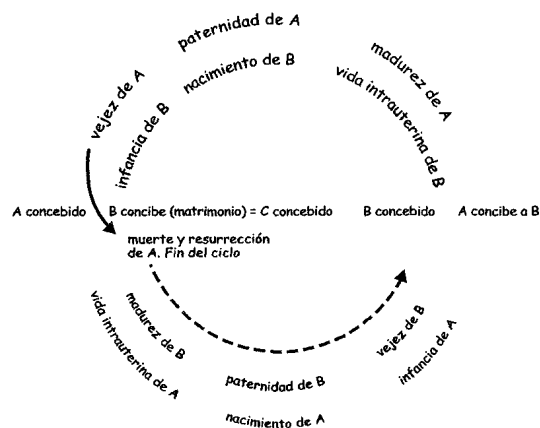 paternidad de A
nacimiento de B
madurez de A
vida intrauterina de B
vejez de A
infancia de B
A concebido B concibe (matrimonio) = C concebido B concebido A concibe a B
muerte y resurrección
de A. Fin del ciclo
madurez de B
vida intrauterina de A
vejez de B
infancia de A
paternidad de B
nacimiento de A